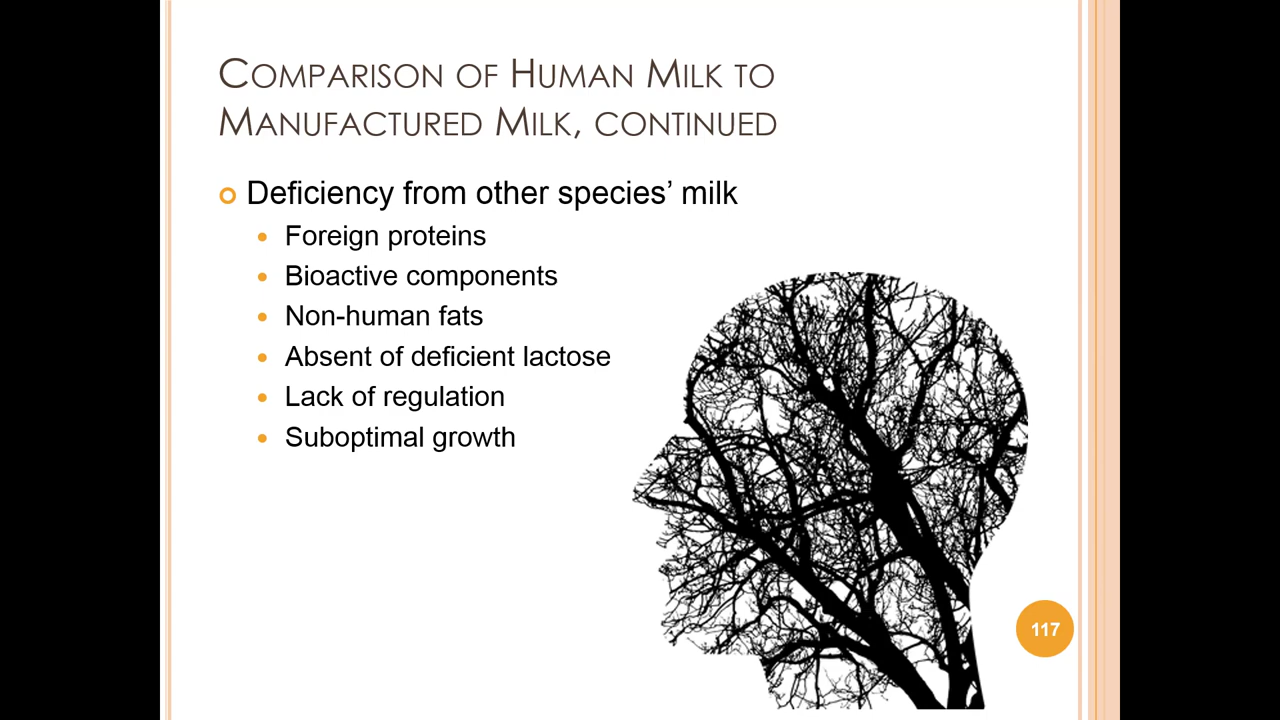 Comparison of Human Milk to
Manufactured Milk, continued
Deficiency from other species’ milk
Foreign proteins
Bioactive components
Non-human fats
Absent of deficient lactose
Lack of regulation
Suboptimal growth
117